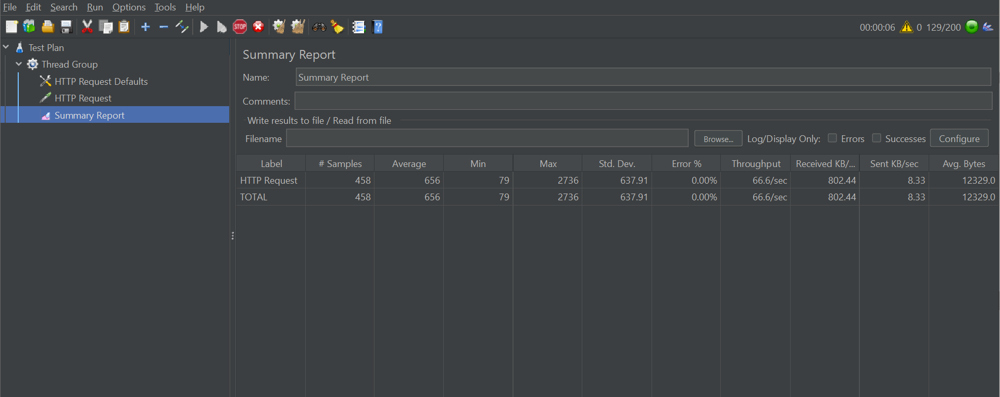 File Edit Search Run Options Tools Help
STOP ? 00:00:06 0 129/200
Test Plan
Thread Group
HTTP Request Defaults
HTTP Request
Summary Report
Summary Report
Name: Summary Report
Comments:
Write results to file / Read from file
Filename Browse... Log/Display Only: Errors Successes Configure
Label # Samples Average Min Max Std. Dev. Error % Throughput Received KB/... Sent KB/sec Avg. Bytes
HTTP Request 458 656 79 2736 637.91 0.00% 66.6/sec 802.44 8.33 12329.0
TOTAL 458 656 79 2736 637.91 0.00% 66.6/sec 802.44 8.33 12329.0